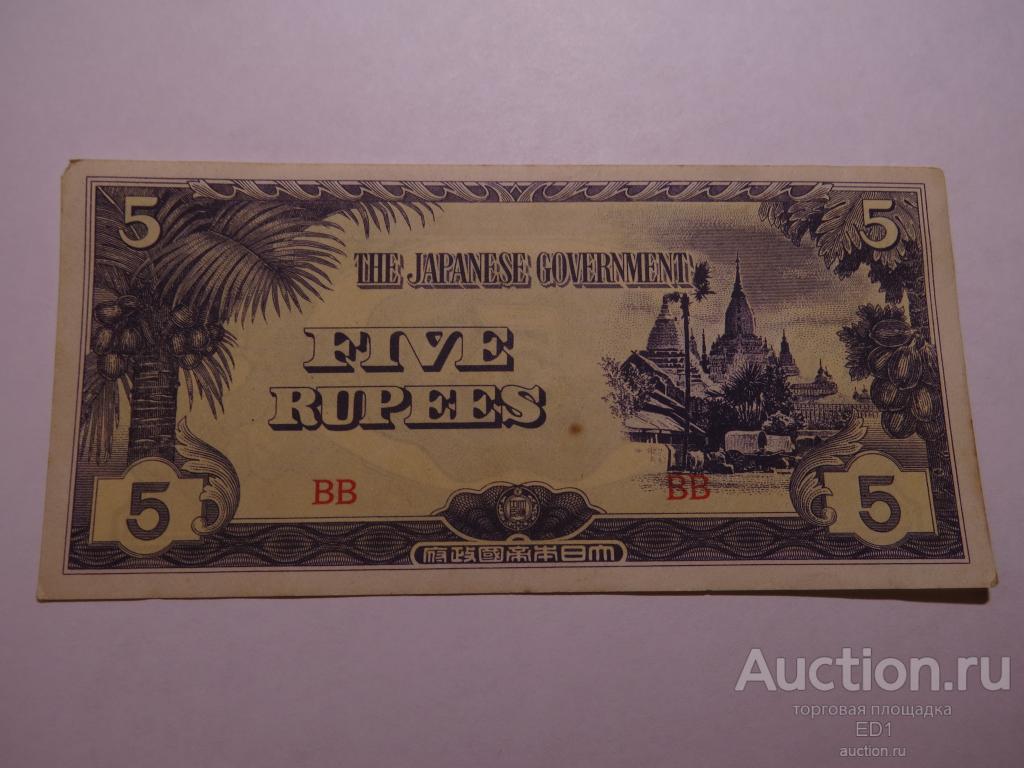 5
5
THE JAPANESE GOVERNMENT
FIVE
RUPEES
BB
BB
5
5
府政國帝本日大
Auction.ru
торговая площадка
ED1
auction.ru